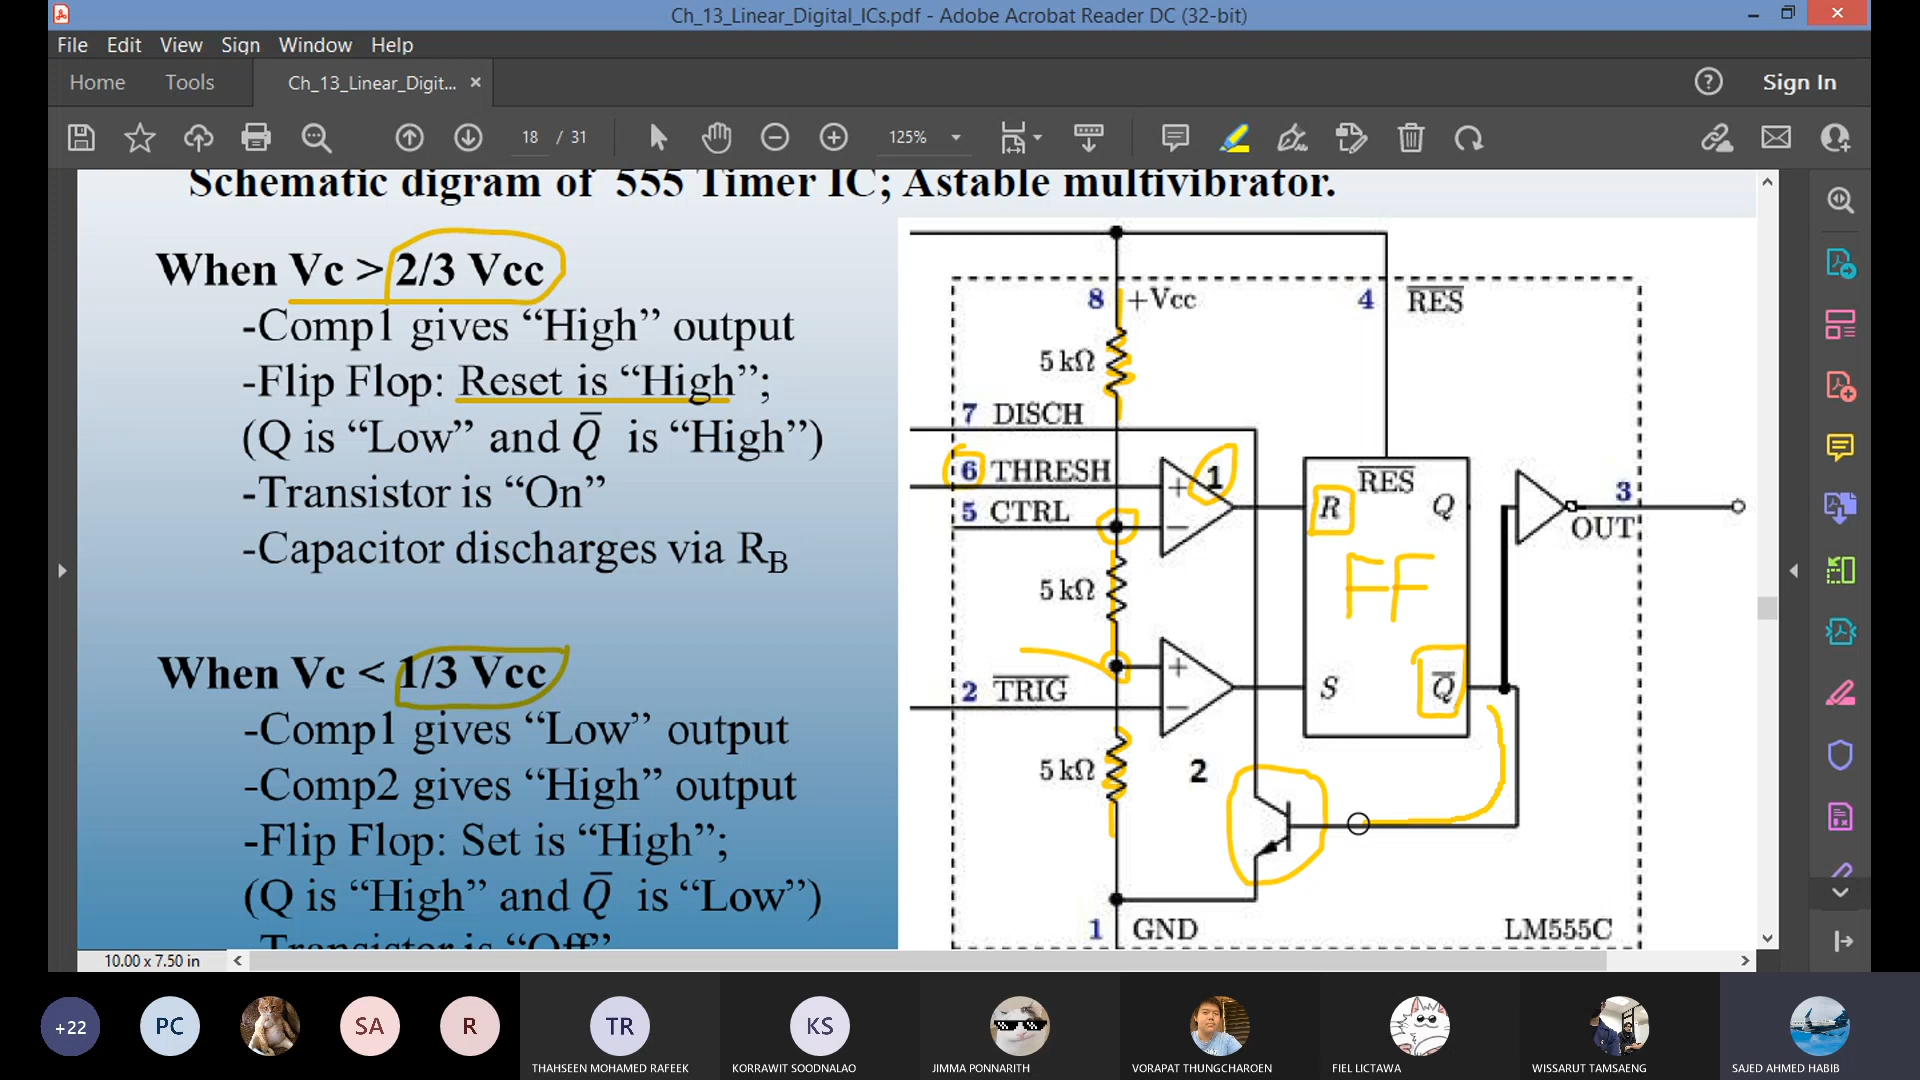 Ch_13_Linear_Digital_ICs.pdf - Adobe Acrobat Reader DC (32-bit)
File Edit View Sign Window Help
Home Tools Ch_13_Linear_Digit... × Sign In
18 / 31 125%
Schematic digram of 555 Timer IC; Astable multivibrator.
When Vc > 2/3 Vcc
-Comp1 gives “High” output
-Flip Flop: Reset is “High”;
(Q is “Low” and Q̅ is “High”)
-Transistor is “On”
-Capacitor discharges via RB
When Vc < 1/3 Vcc
-Comp1 gives “Low” output
-Comp2 gives “High” output
-Flip Flop: Set is “High”;
(Q is “High” and Q̅ is “Low”)
-Transistor is “Off”
8 +Vcc 4 R̅E̅S̅
5 kΩ
7 DISCH
6 THRESH + 1 R̅E̅S̅
R Q 3
5 CTRL − OUT
FF
5 kΩ
+
2 T̅R̅I̅G̅ S Q̅
−
5 kΩ 2
1 GND LM555C
10.00 x 7.50 in
+22 PC SA R TR KS
THAHSEEN MOHAMED RAFEEK KORRAWIT SOODNALAO JIMMA PONNARITH VORAPAT THUNGCHAROEN FIEL LICTAWA WISSARUT TAMSAENG SAJED AHMED HABIB